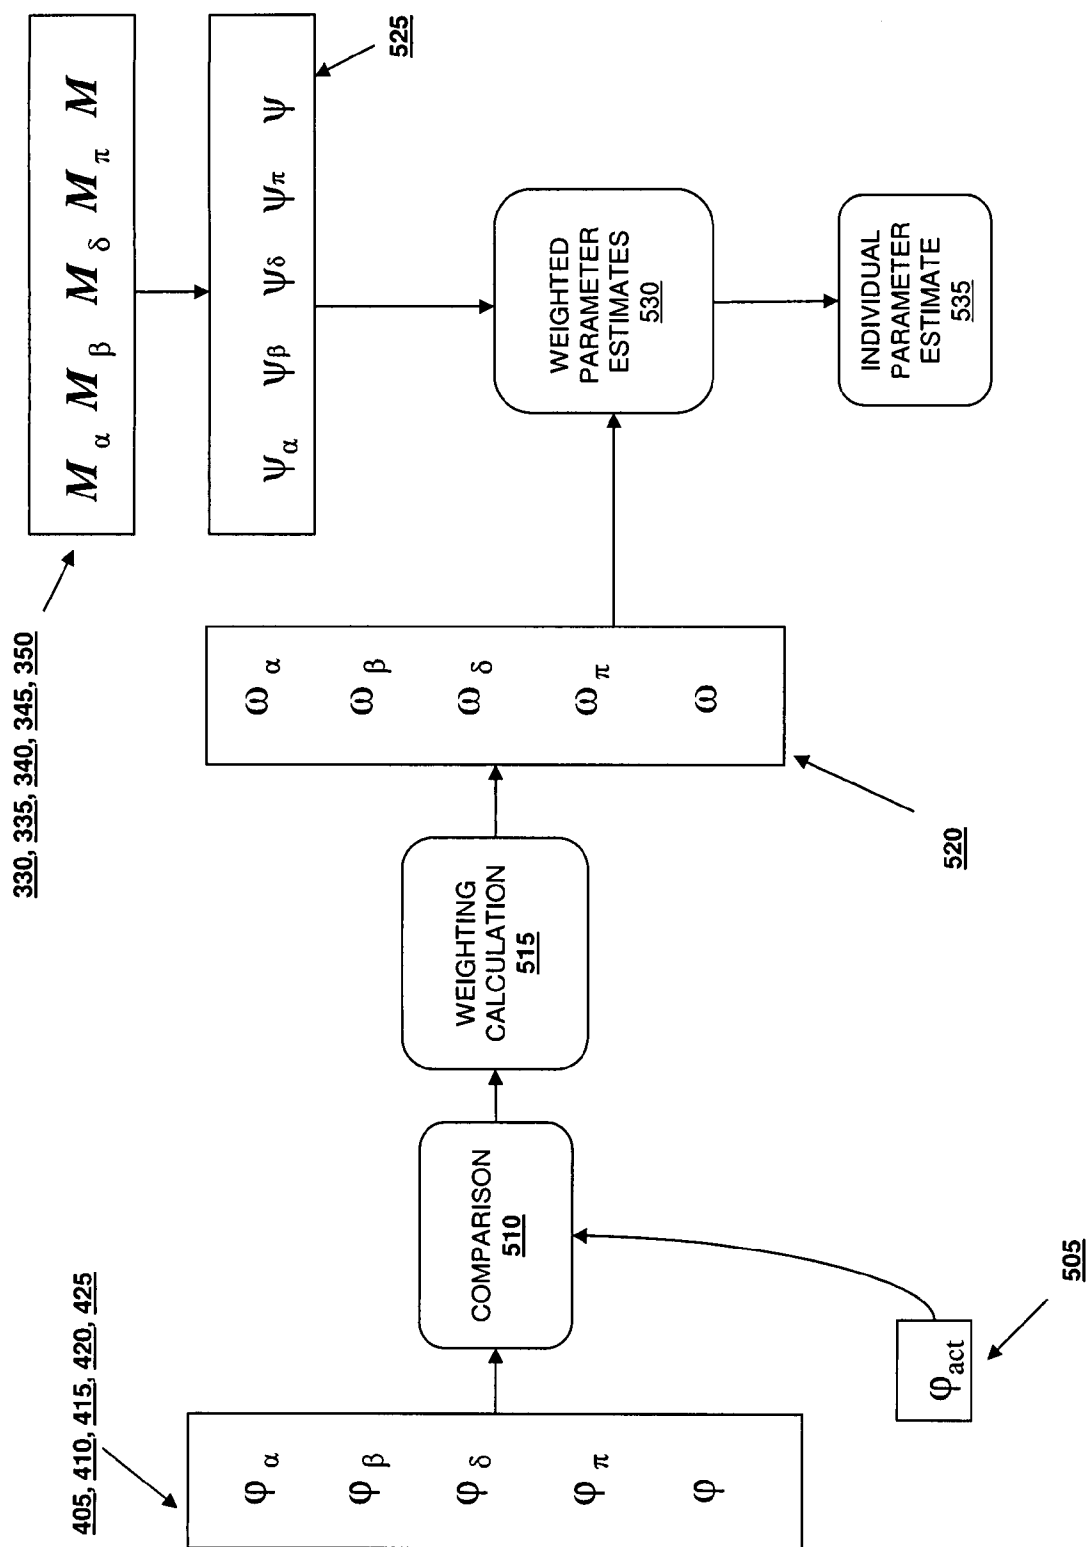 405, 410, 415, 420, 425
φ α
φ β
φ δ
φ π
φ
φact
505
COMPARISON
510
WEIGHTING
CALCULATION
515
ω α
ω β
ω δ
ω π
ω
520
330, 335, 340, 345, 350
M α M β M δ M π M
ψα ψβ ψδ ψπ ψ
525
WEIGHTED
PARAMETER
ESTIMATES
530
INDIVIDUAL
PARAMETER
ESTIMATE
535